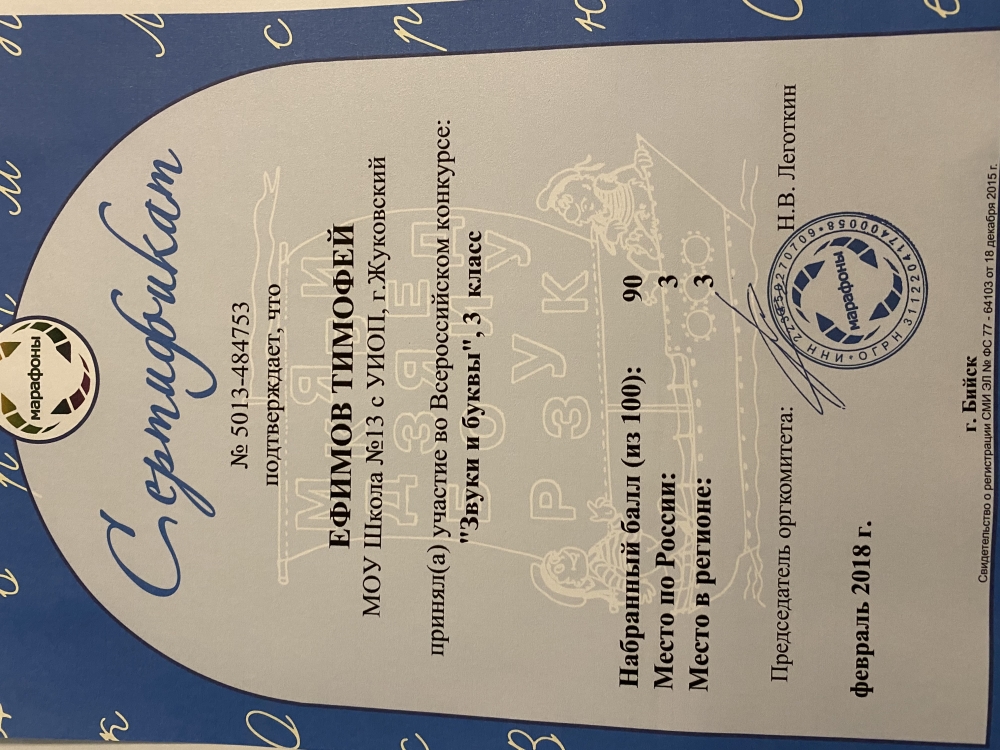 марафоны
Сертификат
№ 5013-484753
подтверждает, что
ЕФИМОВ ТИМОФЕЙ
МОУ Школа №13 с УИОП, г.Жуковский
принял(а) участие во Всероссийском конкурсе:
"Звуки и буквы", 3 класс
Набранный балл (из 100): 90
Место по России: 3
Место в регионе: 3
Председатель оргкомитета: Н.В. Леготкин
марафоны
февраль 2018 г.
г. Бийск
Свидетельство о регистрации СМИ ЭЛ № ФС 77 - 64103 от 18 декабря 2015 г.